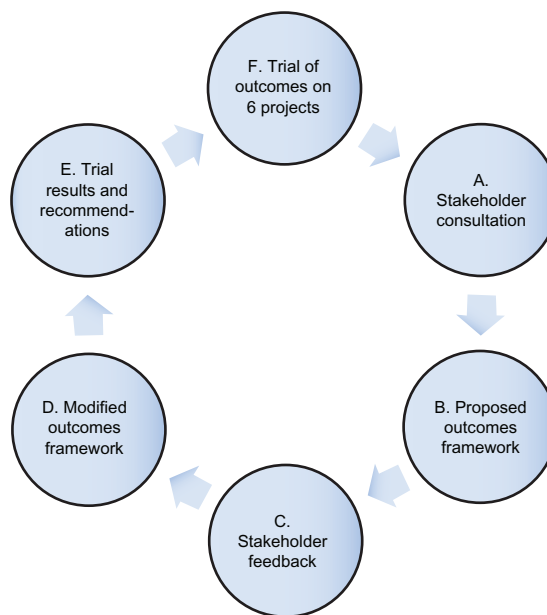 F. Trial of
outcomes on
6 projects
A.
Stakeholder
consultation
B. Proposed
outcomes
framework
C.
Stakeholder
feedback
D. Modified
outcomes
framework
E. Trial
results and
recommend-
ations